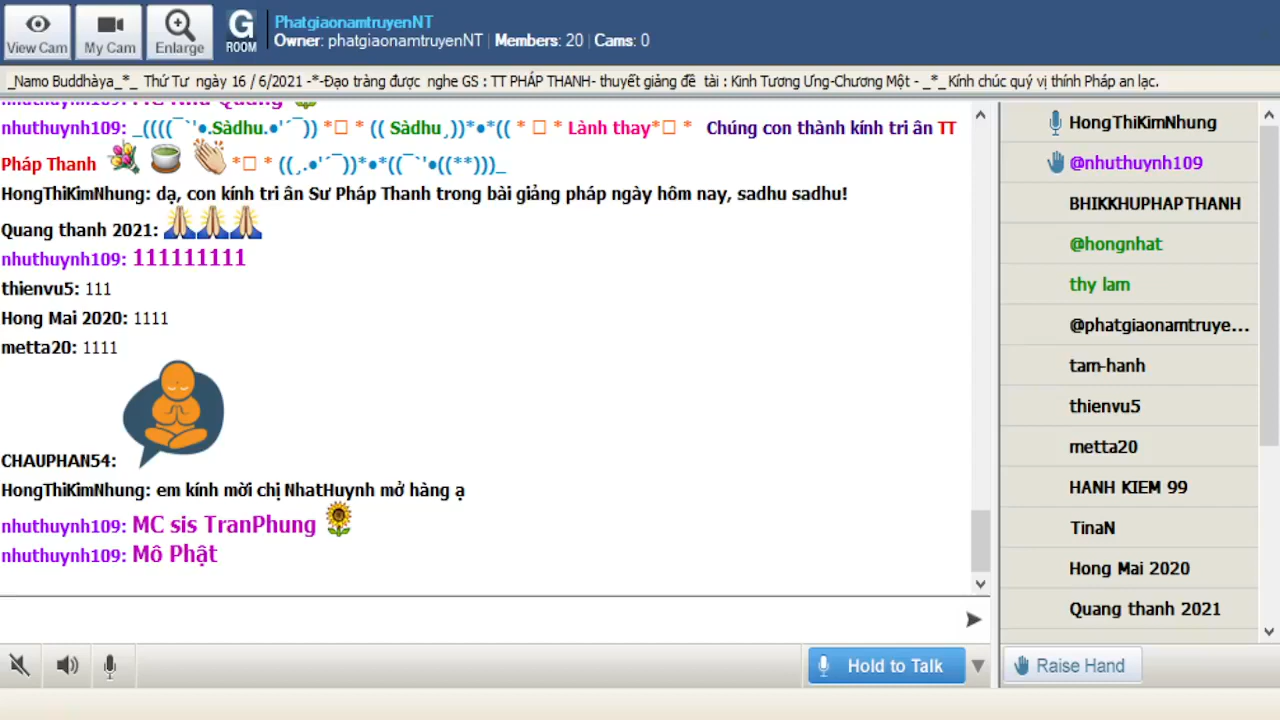 View Cam
My Cam
Enlarge
G
ROOM
PhatgiaonamtruyenNT
Owner: phatgiaonamtruyenNT | Members: 20 | Cams: 0
_Namo Buddhàya_*_ Thứ Tư ngày 16 / 6/2021 -*-Đạo tràng được nghe GS : TT PHÁP THANH- thuyết giảng đề tài : Kinh Tương Ưng-Chương Một - _*_ Kính chúc quý vị thính Pháp an lạc.
nhuthuynh109: _((((¯`'●.Sàdhu.●'´¯)) *□ * (( Sàdhu¸))*●*(( * □ * Lành thay*□ * Chúng con thành kính tri ân TT
Pháp Thanh *□ * ((¸.●'´¯))*●*((¯`'●((**)))_
HongThiKimNhung: dạ, con kính tri ân Sư Pháp Thanh trong bài giảng pháp ngày hôm nay, sadhu sadhu!
Quang thanh 2021:
nhuthuynh109: 111111111
thienvu5: 111
Hong Mai 2020: 1111
metta20: 1111
CHAUPHAN54:
HongThiKimNhung: em kính mời chị NhatHuynh mở hàng ạ
nhuthuynh109: MC sis TranPhung
nhuthuynh109: Mô Phật
Hold to Talk
HongThiKimNhung
@nhuthuynh109
BHIKKHUPHAPTHANH
@hongnhat
thy lam
@phatgiaonamtruye...
tam-hanh
thienvu5
metta20
HANH KIEM 99
TinaN
Hong Mai 2020
Quang thanh 2021
Raise Hand